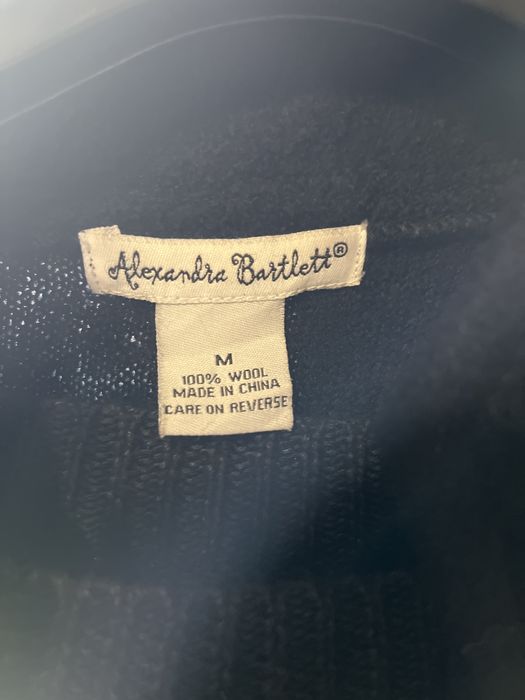 Alexandra Bartlett®
M
100% WOOL
MADE IN CHINA
CARE ON REVERSE